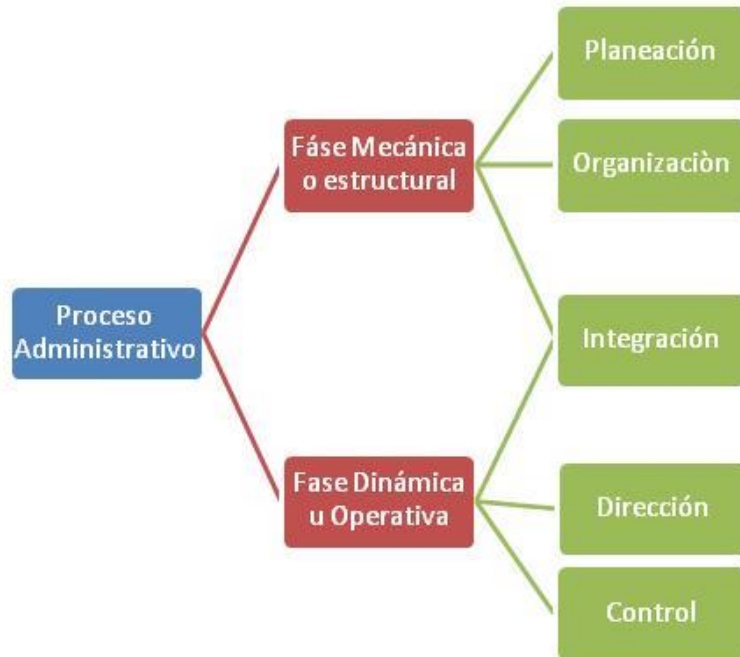 Proceso
Administrativo
Fáse Mecánica
o estructural
Fase Dinámica
u Operativa
Planeación
Organizaciòn
Integración
Dirección
Control